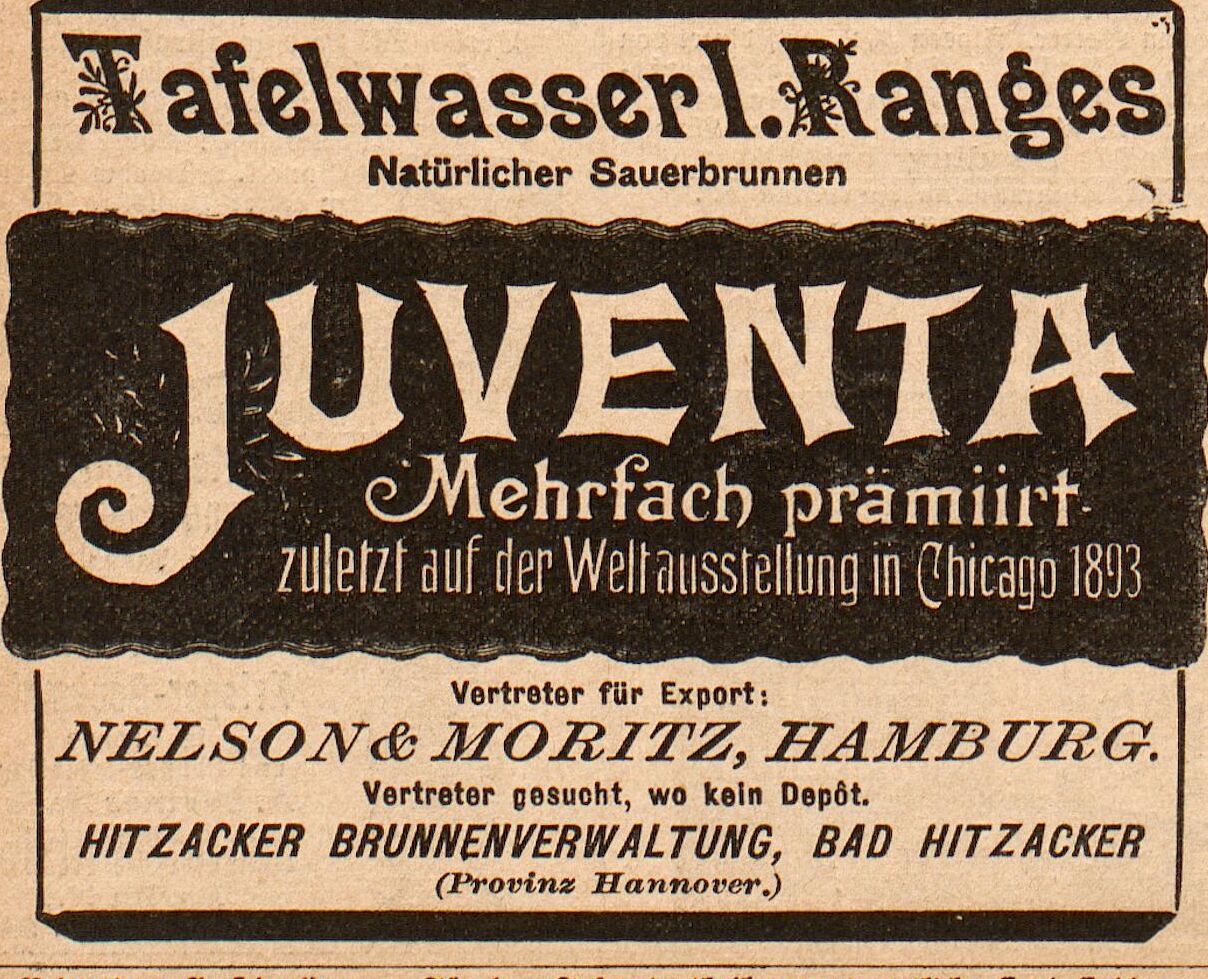 Tafelwasser I. Ranges
Natürlicher Sauerbrunnen
JUVENTA
Mehrfach prämiirt
zuletzt auf der Weltausstellung in Chicago 1893
Vertreter für Export:
NELSON & MORITZ, HAMBURG.
Vertreter gesucht, wo kein Depôt.
HITZACKER BRUNNENVERWALTUNG, BAD HITZACKER
(Provinz Hannover.)